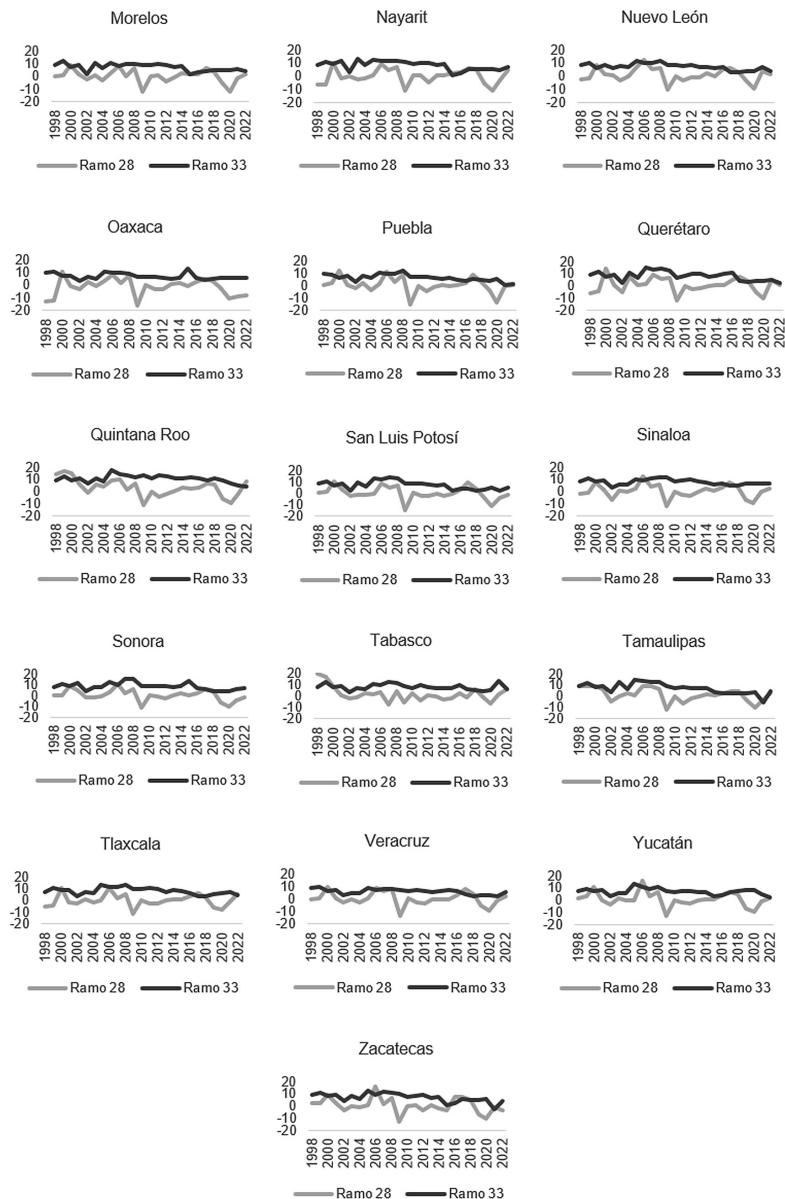 Morelos Nayarit Nuevo León
20 20 20
10 10 10
0 0 0
-10 -10 -10
-20 -20 -20
1998 2000 2002 2004 2006 2008 2010 2012 2014 2016 2018 2020 2022 1998 2000 2002 2004 2006 2008 2010 2012 2014 2016 2018 2020 2022 1998 2000 2002 2004 2006 2008 2010 2012 2014 2016 2018 2020 2022
Ramo 28 Ramo 33 Ramo 28 Ramo 33 Ramo 28 Ramo 33
Oaxaca Puebla Querétaro
20 20 20
10 10 10
0 0 0
-10 -10 -10
-20 -20 -20
1998 2000 2002 2004 2006 2008 2010 2012 2014 2016 2018 2020 2022 1998 2000 2002 2004 2006 2008 2010 2012 2014 2016 2018 2020 2022 1998 2000 2002 2004 2006 2008 2010 2012 2014 2016 2018 2020 2022
Ramo 28 Ramo 33 Ramo 28 Ramo 33 Ramo 28 Ramo 33
Quintana Roo San Luis Potosí Sinaloa
20 20 20
10 10 10
0 0 0
-10 -10 -10
-20 -20 -20
1998 2000 2002 2004 2006 2008 2010 2012 2014 2016 2018 2020 2022 1998 2000 2002 2004 2006 2008 2010 2012 2014 2016 2018 2020 2022 1998 2000 2002 2004 2006 2008 2010 2012 2014 2016 2018 2020 2022
Ramo 28 Ramo 33 Ramo 28 Ramo 33 Ramo 28 Ramo 33
Sonora Tabasco Tamaulipas
20 20 20
10 10 10
0 0 0
-10 -10 -10
-20 -20 -20
1998 2000 2002 2004 2006 2008 2010 2012 2014 2016 2018 2020 2022 1998 2000 2002 2004 2006 2008 2010 2012 2014 2016 2018 2020 2022 1998 2000 2002 2004 2006 2008 2010 2012 2014 2016 2018 2020 2022
Ramo 28 Ramo 33 Ramo 28 Ramo 33 Ramo 28 Ramo 33
Tlaxcala Veracruz Yucatán
20 20 20
10 10 10
0 0 0
-10 -10 -10
-20 -20 -20
1998 2000 2002 2004 2006 2008 2010 2012 2014 2016 2018 2020 2022 1998 2000 2002 2004 2006 2008 2010 2012 2014 2016 2018 2020 2022 1998 2000 2002 2004 2006 2008 2010 2012 2014 2016 2018 2020 2022
Ramo 28 Ramo 33 Ramo 28 Ramo 33 Ramo 28 Ramo 33
Zacatecas
20
10
0
-10
-20
1998 2000 2002 2004 2006 2008 2010 2012 2014 2016 2018 2020 2022
Ramo 28 Ramo 33